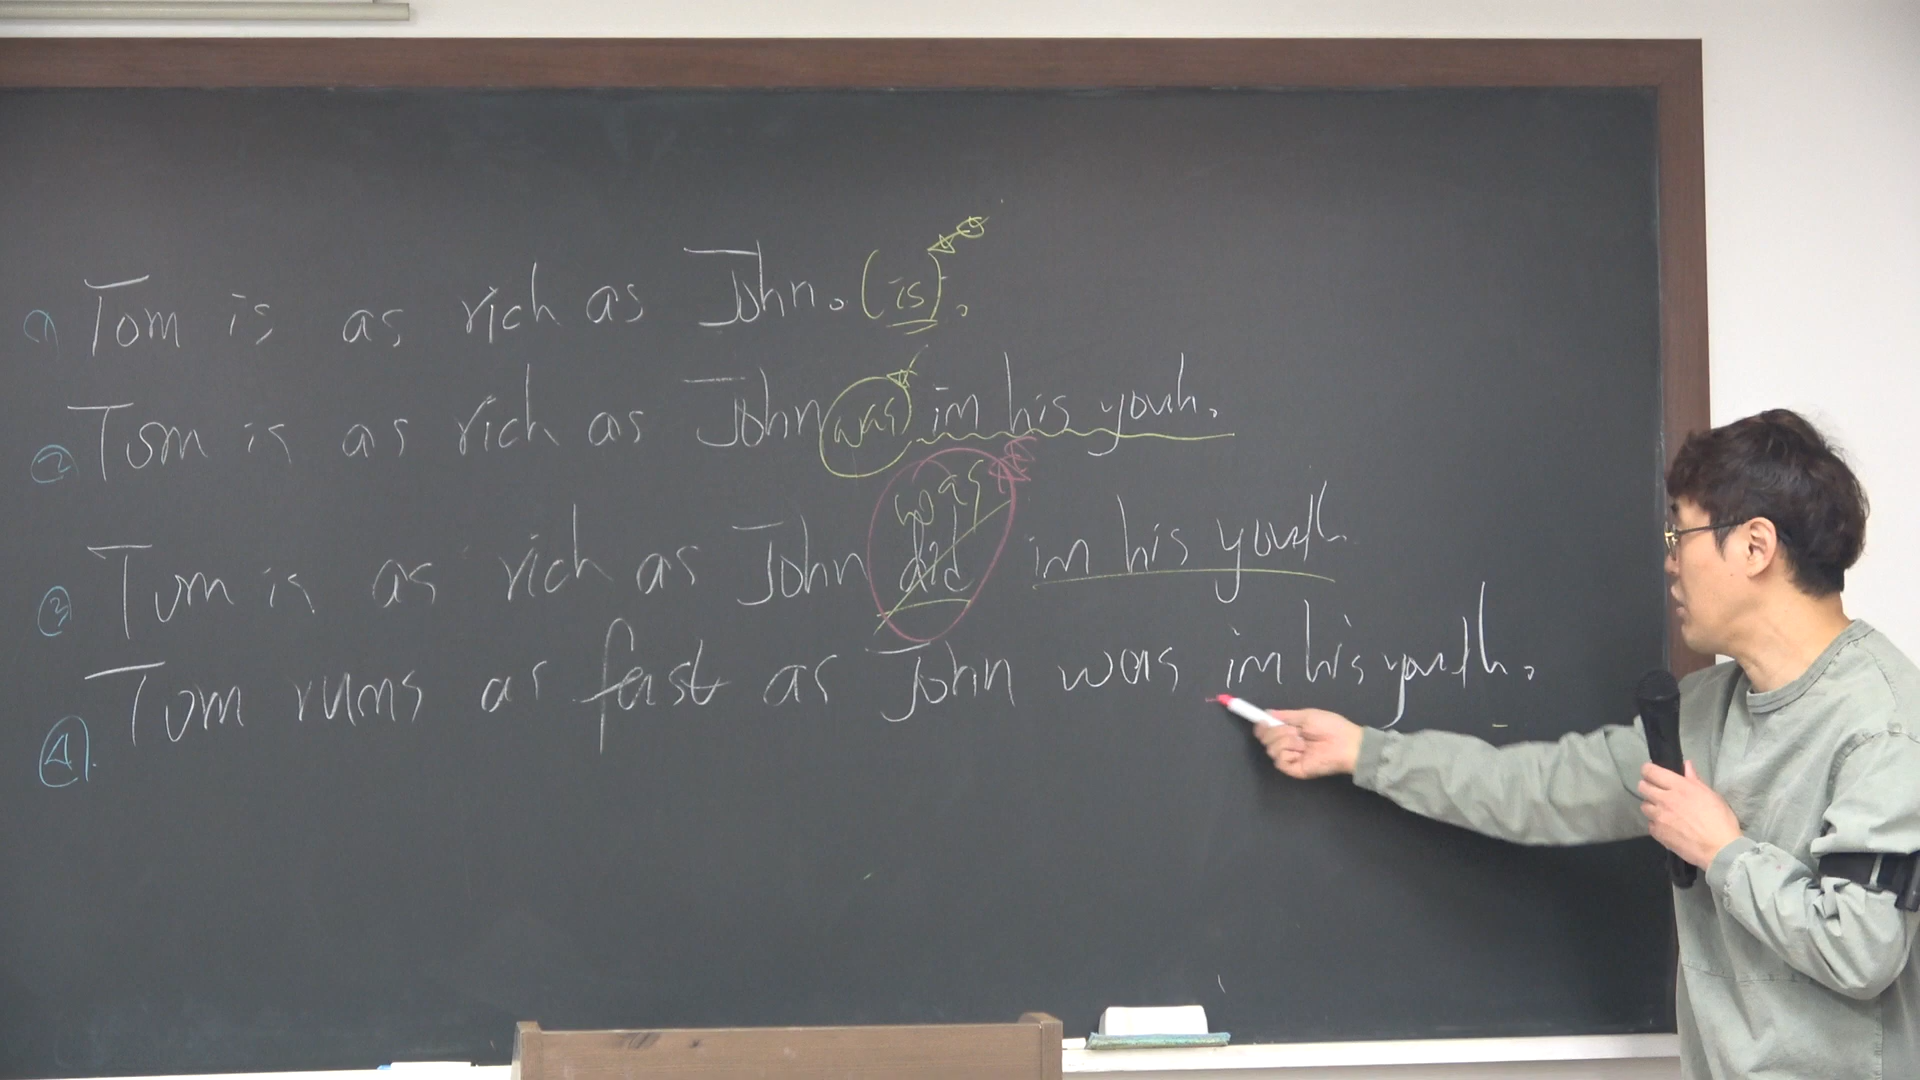 ① Tom is as rich as John. (is).
② Tom is as rich as John was in his youh.
was
③ Tom is as rich as John did in his youth
④ Tom runs as fast as John was in his youth.